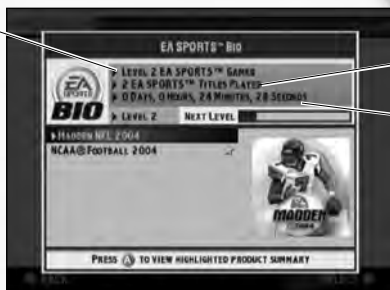 EA SPORTS™ BIO
LEVEL 2 EA SPORTS™ GAMES
2 EA SPORTS™ TITLES PLAYED
0 DAYS, 0 HOURS, 24 MINUTES, 28 SECONDS
EA SPORTS
BIO
LEVEL 2 NEXT LEVEL
MADDEN NFL 2004
NCAA® FOOTBALL 2004
MADDEN
2004
PRESS A TO VIEW HIGHLIGHTED PRODUCT SUMMARY
BACK